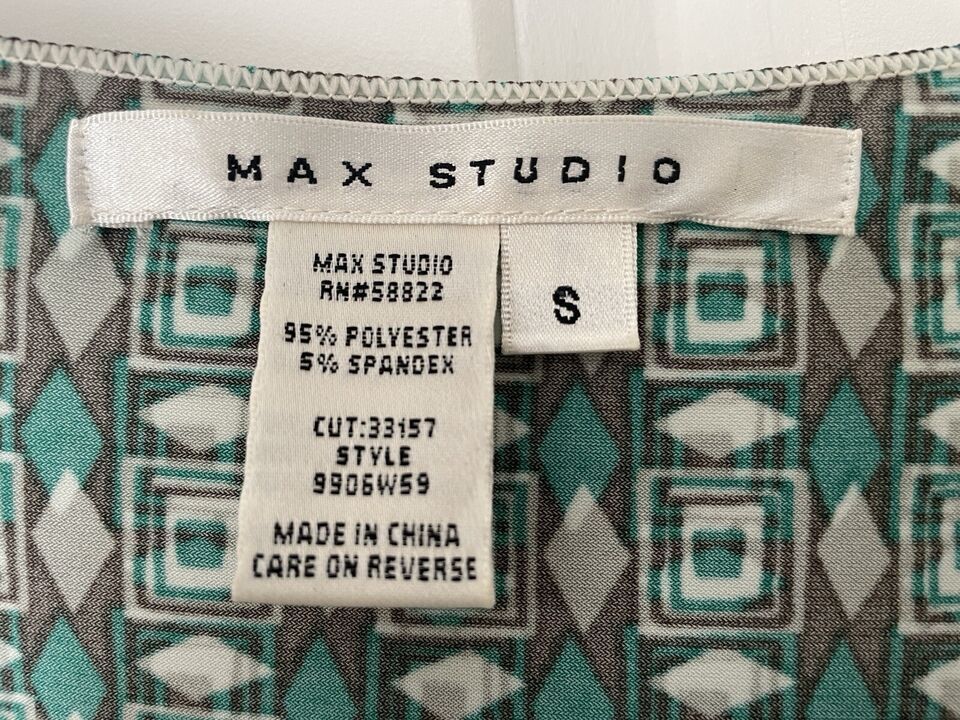 MAX STUDIO
MAX STUDIO
RN#58822
95% POLYESTER
5% SPANDEX
CUT:33157
STYLE
9906W59
MADE IN CHINA
CARE ON REVERSE
S